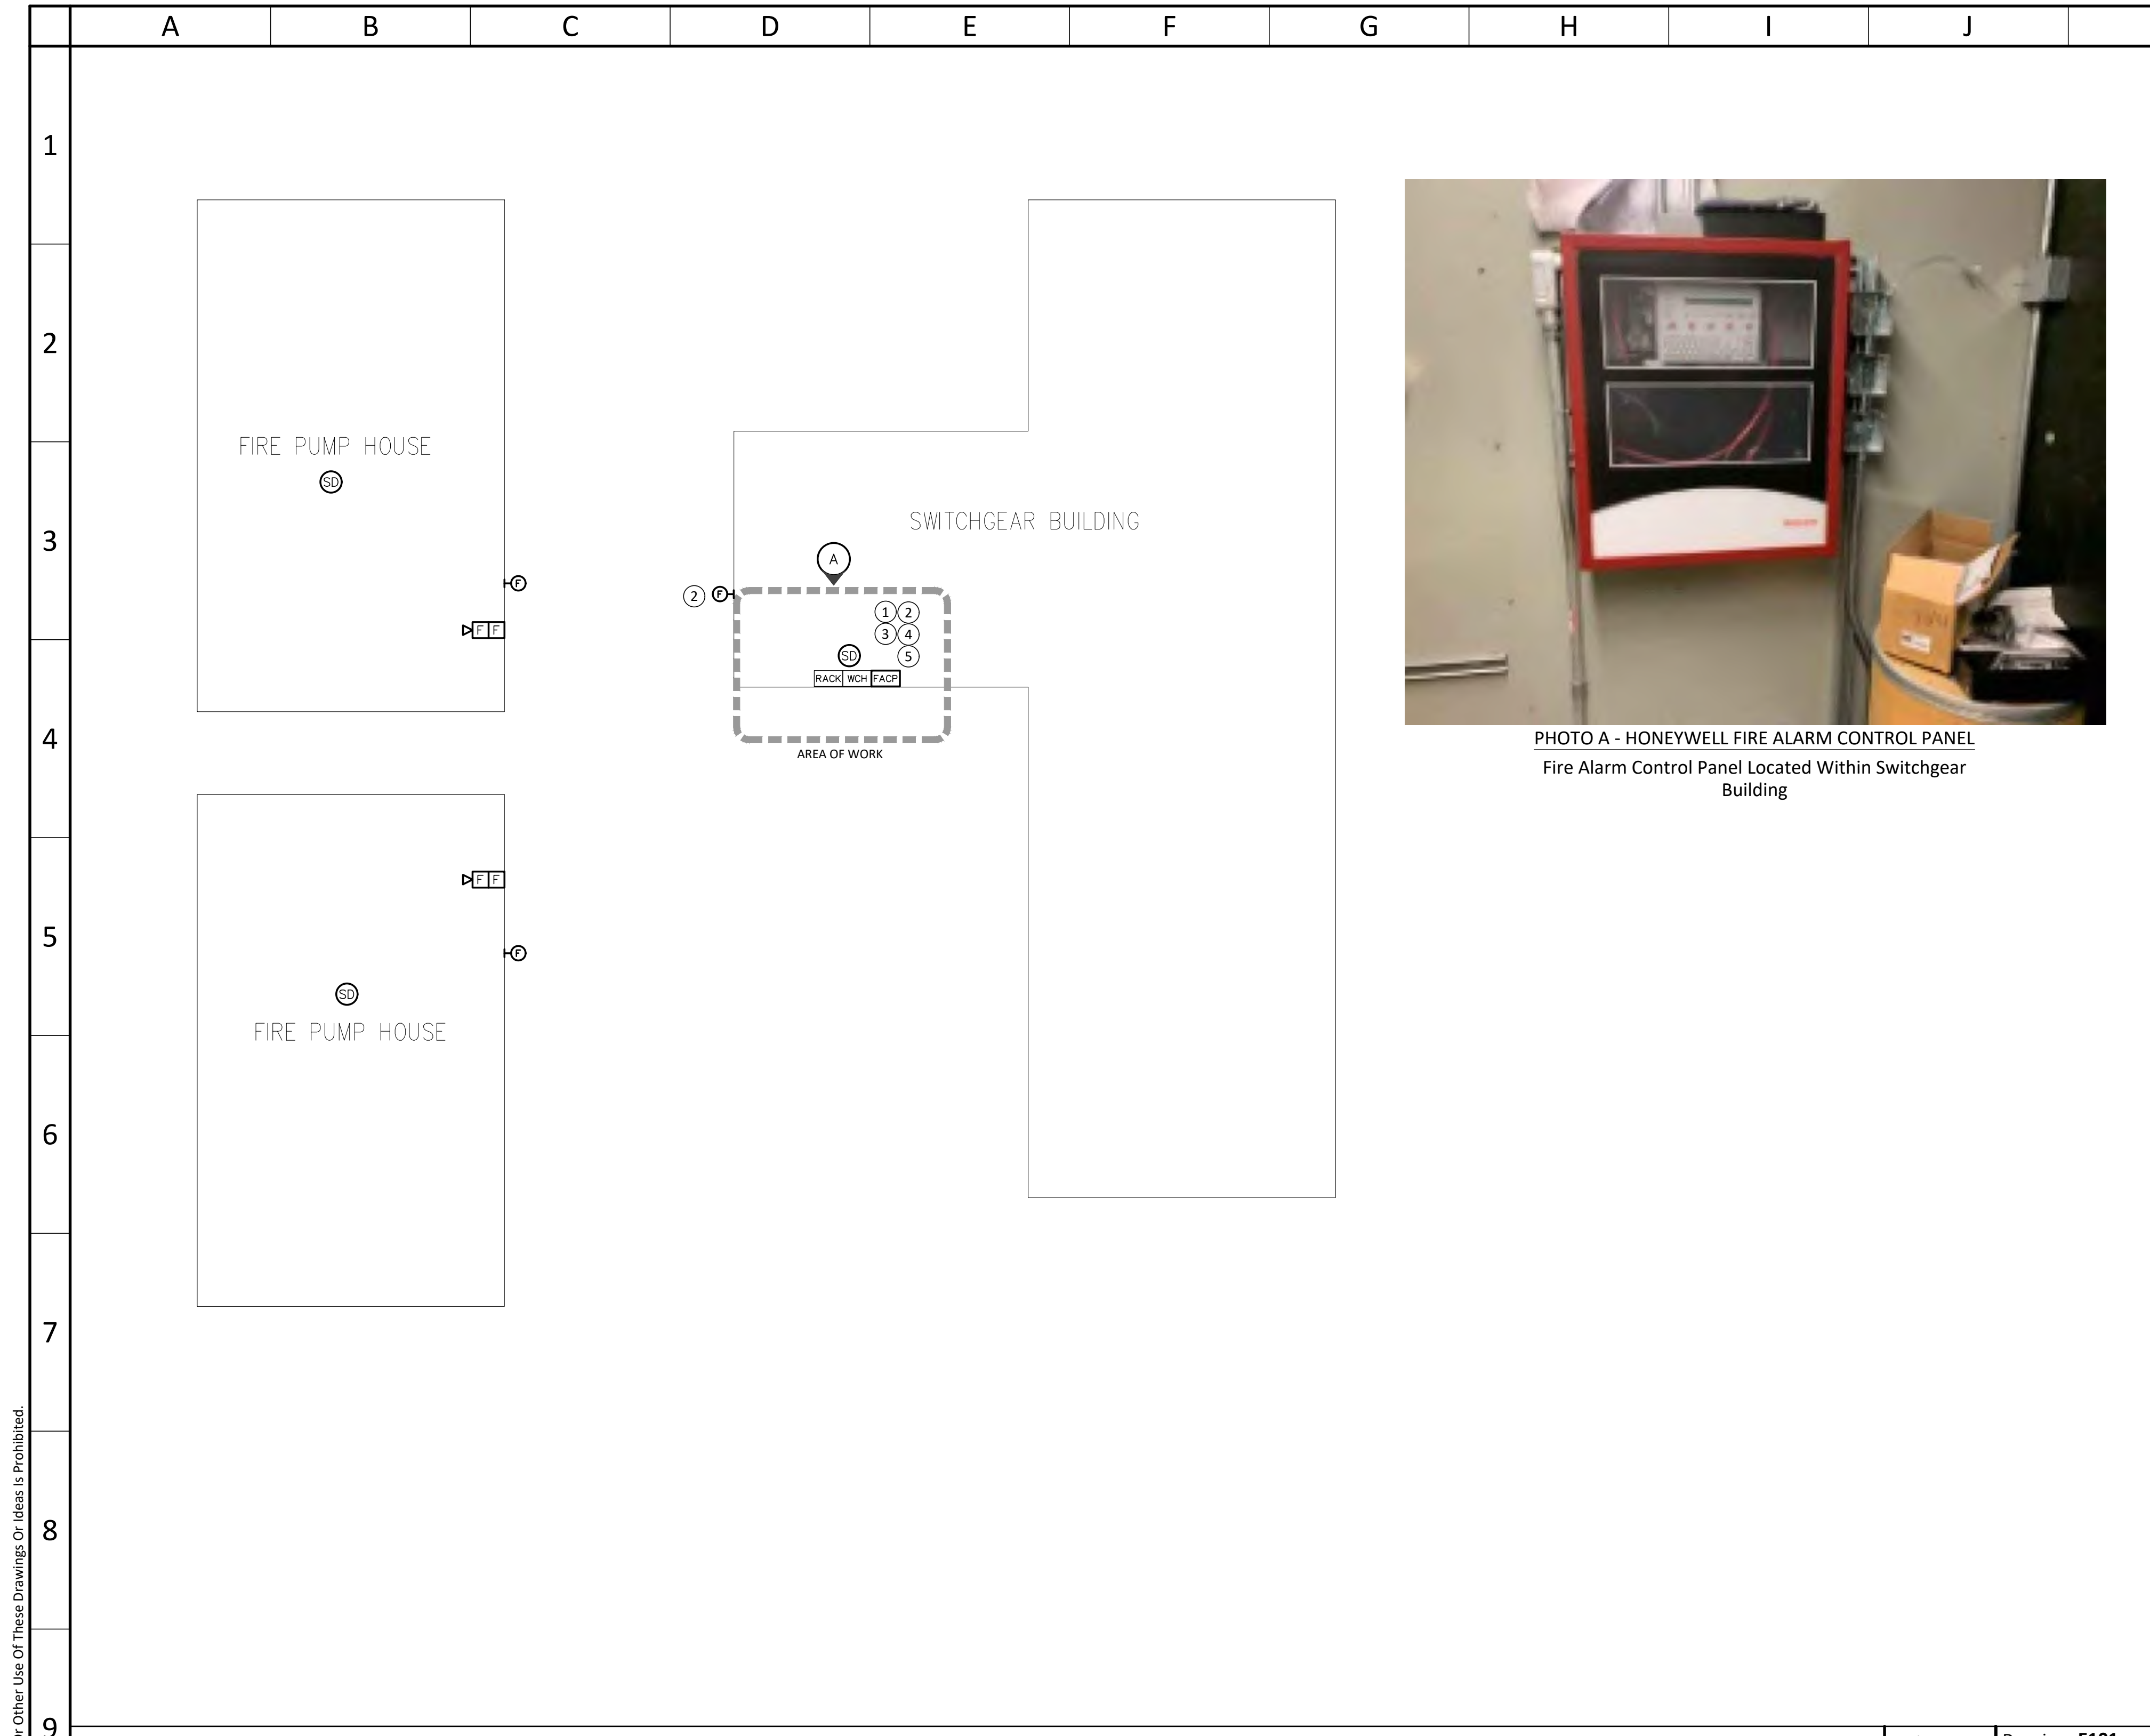 A B C D E F G H I J
1
2
3
4
5
6
7
8
9
FIRE PUMP HOUSE
SD
F
F F
SWITCHGEAR BUILDING
A
2
F
1 2
3 4
5
SD
RACK WCH FACP
AREA OF WORK
PHOTO A - HONEYWELL FIRE ALARM CONTROL PANEL
Fire Alarm Control Panel Located Within Switchgear
Building
F F
F
SD
FIRE PUMP HOUSE
Other Use Of These Drawings Or Ideas Is Prohibited.